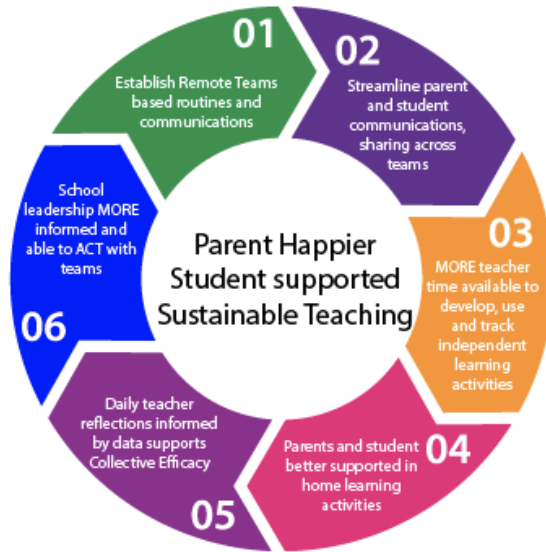 01
Establish Remote Teams
based routines and
communications
02
Streamline parent
and student
communications,
sharing across
teams
03
MORE teacher
time available to
develop, use
and track
independent
learning
activities
04
Parents and student
better supported in
home learning
activities
05
Daily teacher
reflections informed
by data supports
Collective Efficacy
06
School
leadership MORE
informed and
able to ACT with
teams
Parent Happier
Student supported
Sustainable Teaching